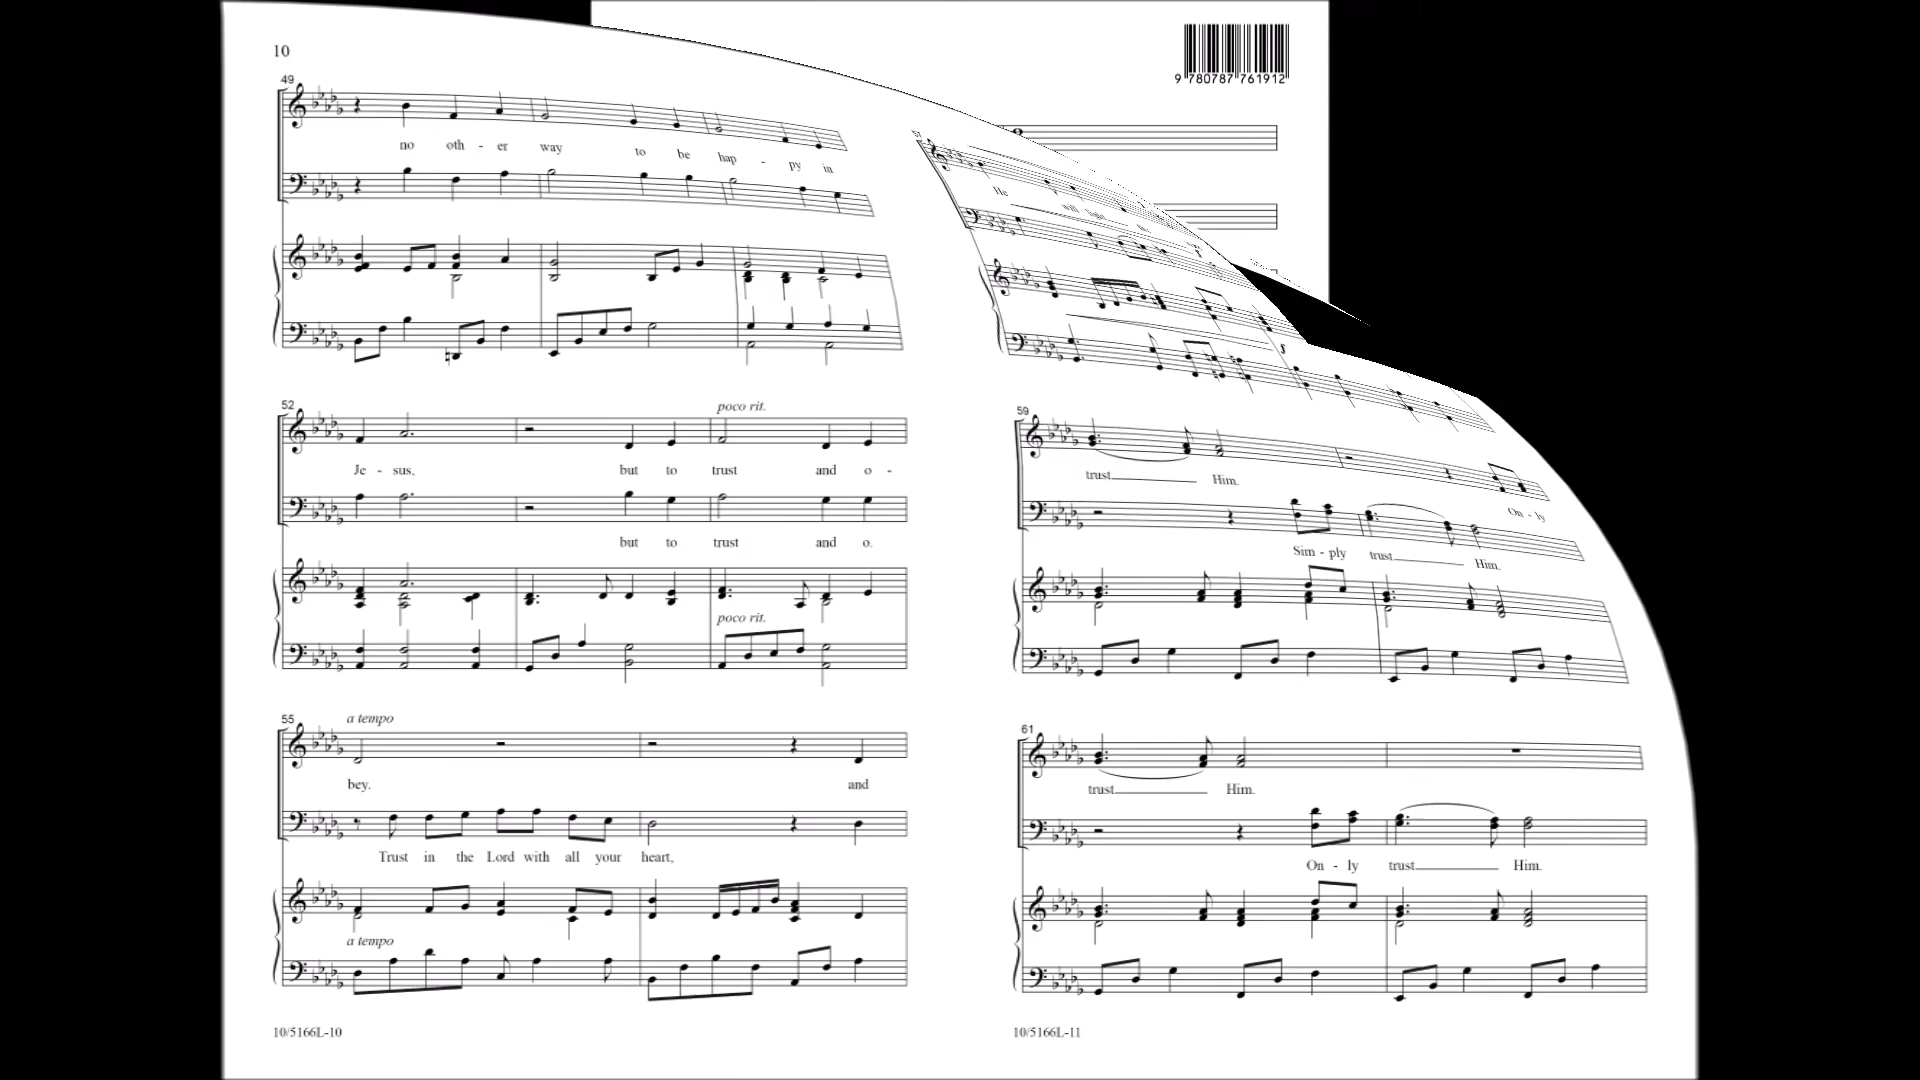 10
49
no oth - er way to be hap - py in
52
poco rit.
Je - sus, but to trust and o -
but to trust and o.
poco rit.
55
a tempo
bey. and
Trust in the Lord with all your heart,
a tempo
10/5166L-10
9 780787 761912
57
He will
59
trust Him. On - ly
Sim - ply trust Him.
61
trust Him.
On - ly trust Him.
10/5166L-11